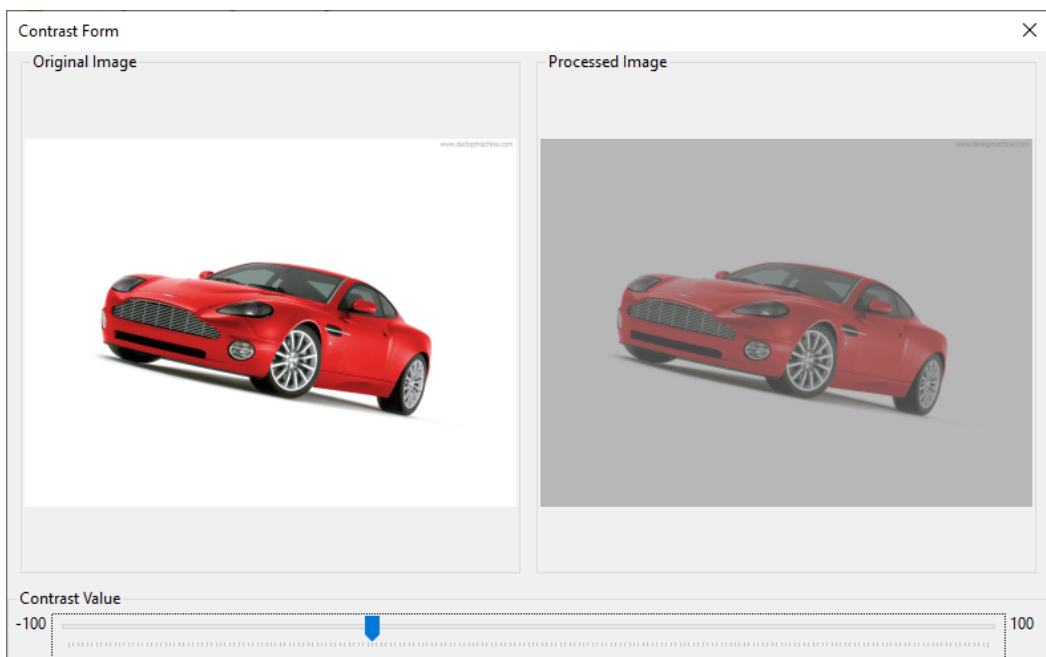 Contrast Form
Original Image
Processed Image
Contrast Value
-100
100